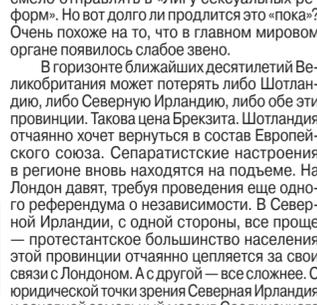 смело отправлять в «Лигу сексуальных ре-
форм». Но вот долго ли продлится это «пока»?
Очень похоже на то, что в главном мировом
органе появилось слабое звено.
В горизонте ближайших десятилетий Ве-
ликобритания может потерять либо Шотлан-
дию, либо Северную Ирландию, либо обе эти
провинции. Такова цена Брекзита. Шотландия
отчаянно хочет вернуться в состав Европей-
ского союза. Сепаратистские настроения
в регионе вновь находятся на подъеме. На
Лондон давят, требуя проведения еще одно-
го референдума о независимости. В Север-
ной Ирландии, с одной стороны, все проще
— протестантское большинство населения
этой провинции отчаянно цепляется за свои
связи с Лондоном. А с другой — все сложнее. С
юридической точки зрения Северная Ирландия